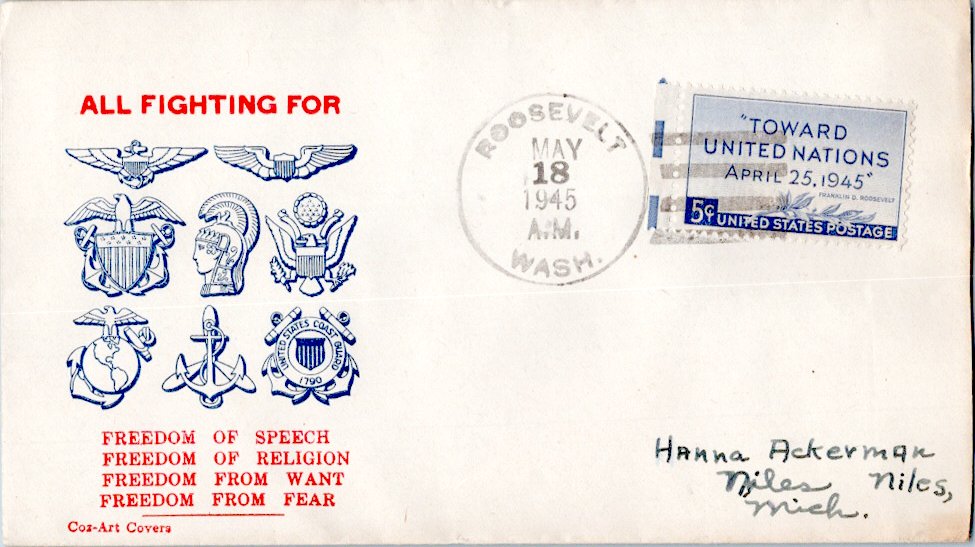 ALL FIGHTING FOR
UNITED STATES COAST GUARD
1790
FREEDOM OF SPEECH
FREEDOM OF RELIGION
FREEDOM FROM WANT
FREEDOM FROM FEAR
Coz-Art Covers
ROOSEVELT
MAY
18
1945
A.M.
WASH.
"TOWARD
UNITED NATIONS
APRIL 25, 1945"
FRANKLIN D. ROOSEVELT
5¢ UNITED STATES POSTAGE
Hanna Ackerman
Niles Niles,
Mich.